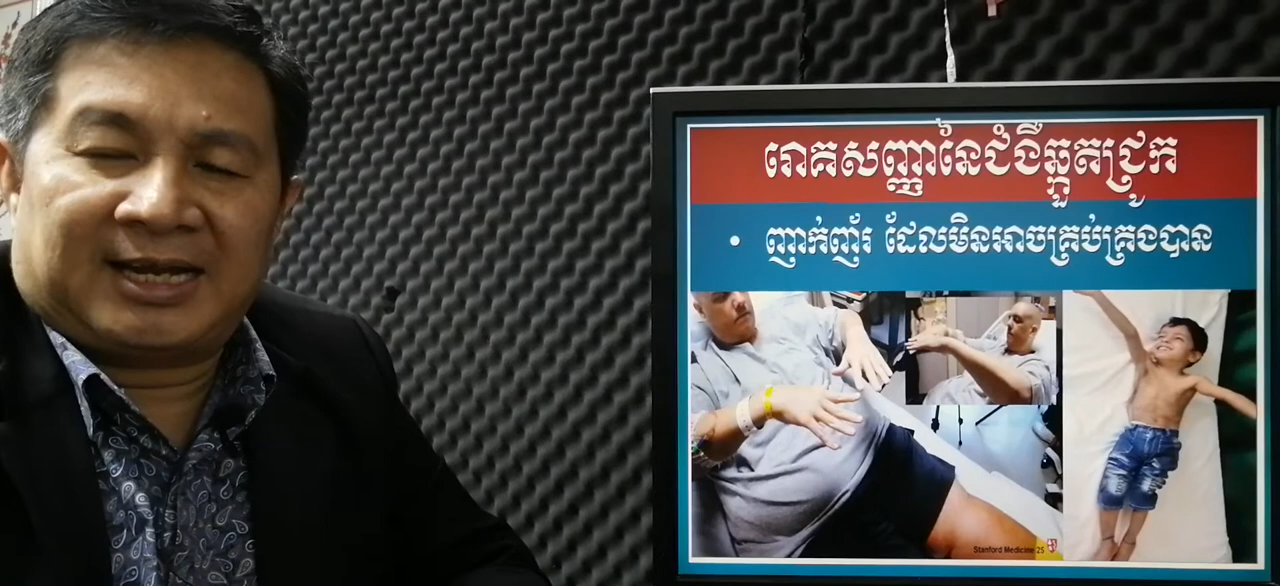 រោគសញ្ញានៃជំងឺឆ្កួតជ្រូក
• ញាក់ញ័រ ដែលមិនអាចគ្រប់គ្រងបាន
Stanford Medicine 25